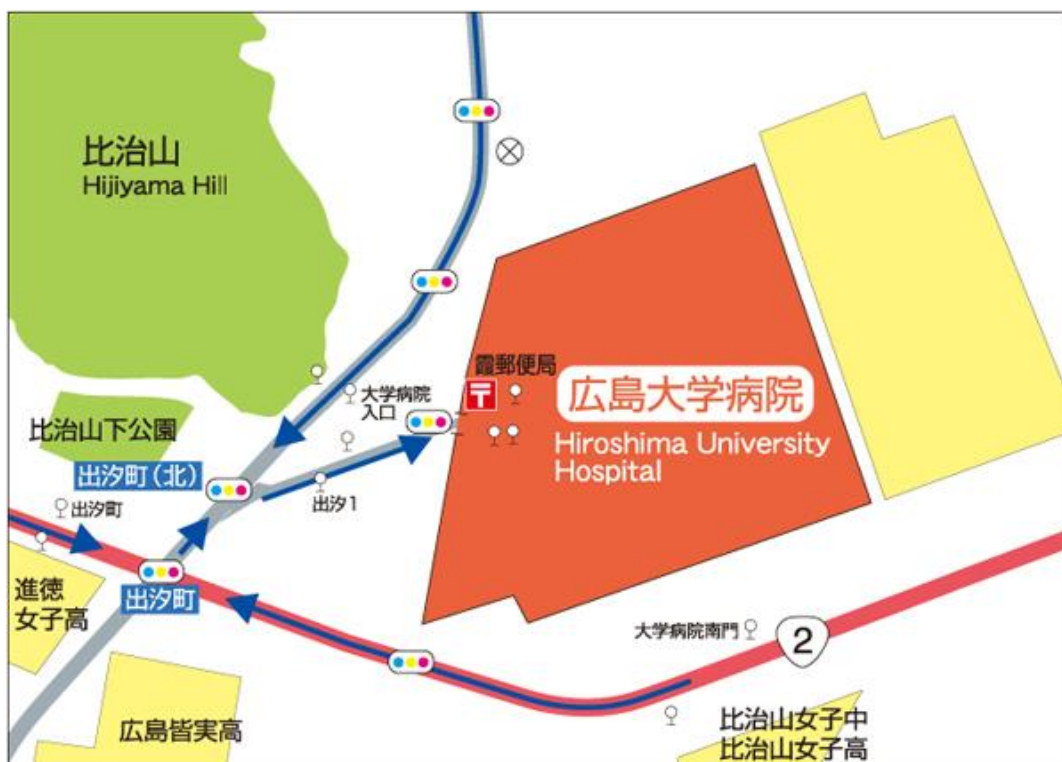 比治山
Hijiyama Hill
霞郵便局
大学病院
入口
広島大学病院
Hiroshima University
Hospital
比治山下公園
出汐町(北)
出汐1
出汐町
出汐町
進徳
女子高
大学病院南門
2
広島皆実高
比治山女子中
比治山女子高